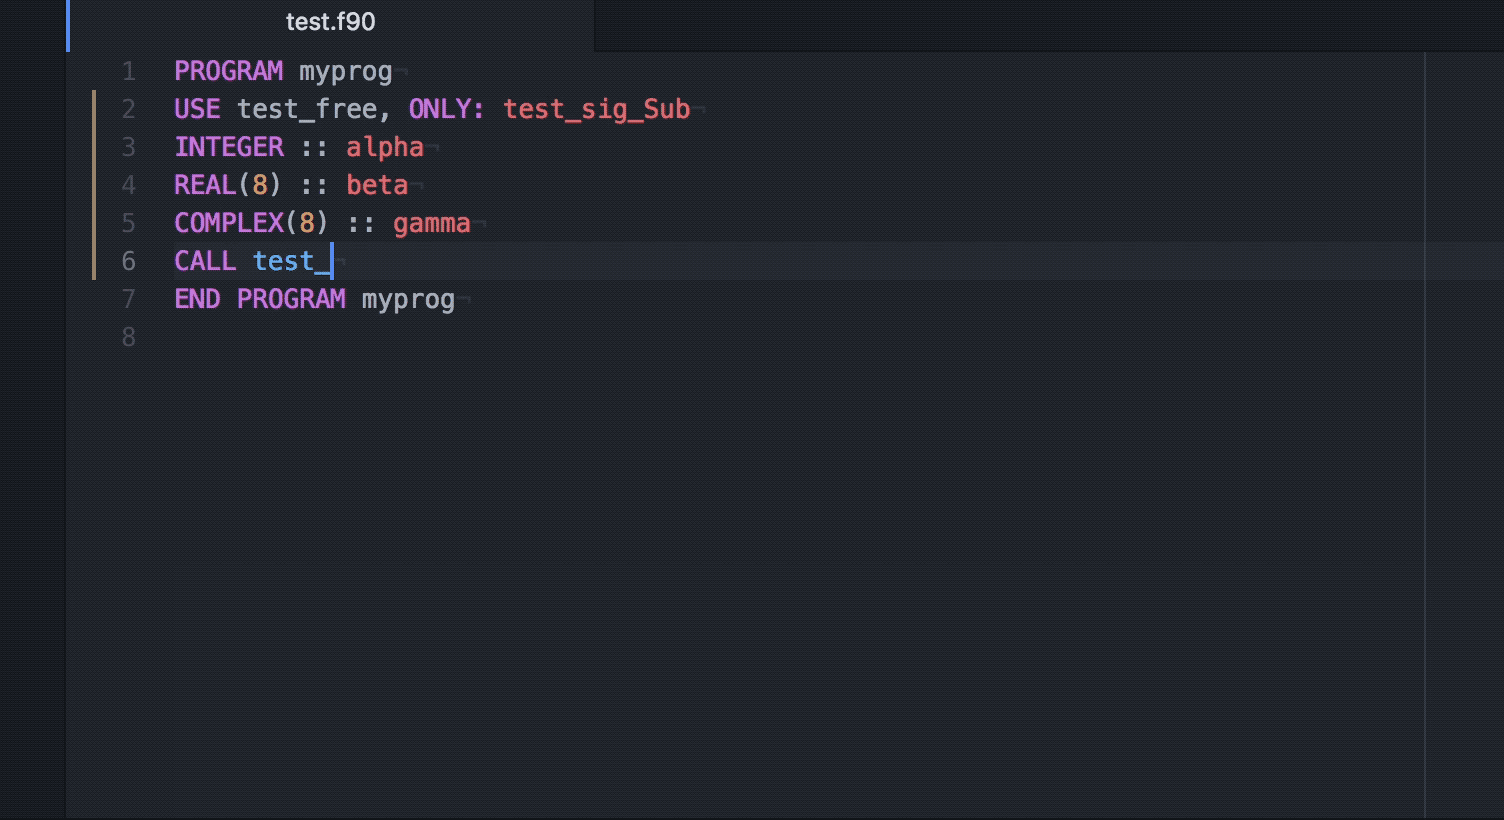 test.f90
1 PROGRAM myprog¬
2 USE test_free, ONLY: test_sig_Sub¬
3 INTEGER :: alpha¬
4 REAL(8) :: beta¬
5 COMPLEX(8) :: gamma¬
6 CALL test_¬
7 END PROGRAM myprog¬
8